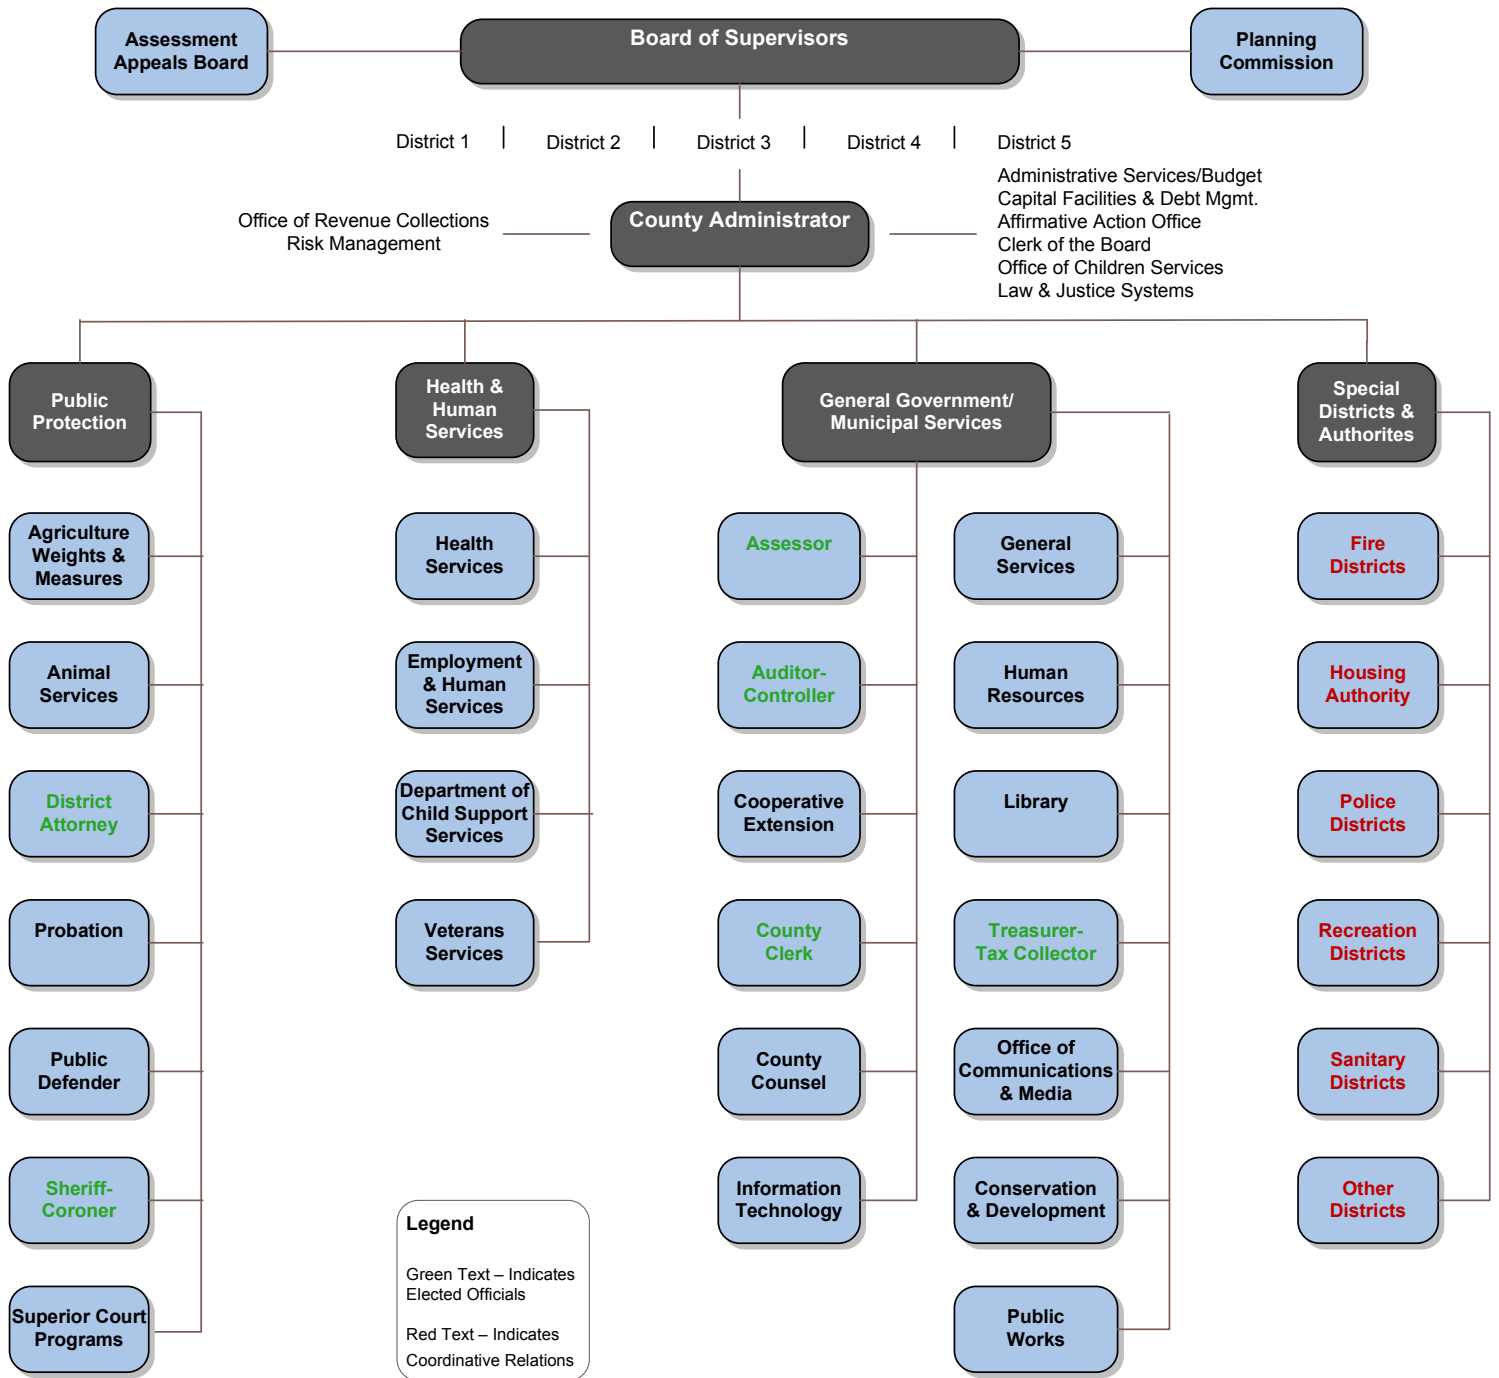 Assessment
Appeals Board
Board of Supervisors
Planning
Commission
District 1
District 2
District 3
District 4
District 5
Office of Revenue Collections
Risk Management
County Administrator
Administrative Services/Budget
Capital Facilities & Debt Mgmt.
Affirmative Action Office
Clerk of the Board
Office of Children Services
Law & Justice Systems
Public
Protection
Health &
Human
Services
General Government/
Municipal Services
Special
Districts &
Authorites
Agriculture
Weights &
Measures
Health
Services
Assessor
General
Services
Fire
Districts
Animal
Services
Employment
& Human
Services
Auditor-
Controller
Human
Resources
Housing
Authority
District
Attorney
Department of
Child Support
Services
Cooperative
Extension
Library
Police
Districts
Probation
Veterans
Services
County
Clerk
Treasurer-
Tax Collector
Recreation
Districts
Public
Defender
County
Counsel
Office of
Communications
& Media
Sanitary
Districts
Sheriff-
Coroner
Information
Technology
Conservation
& Development
Other
Districts
Superior Court
Programs
Legend
Green Text – Indicates
Elected Officials
Red Text – Indicates
Coordinative Relations
Public
Works